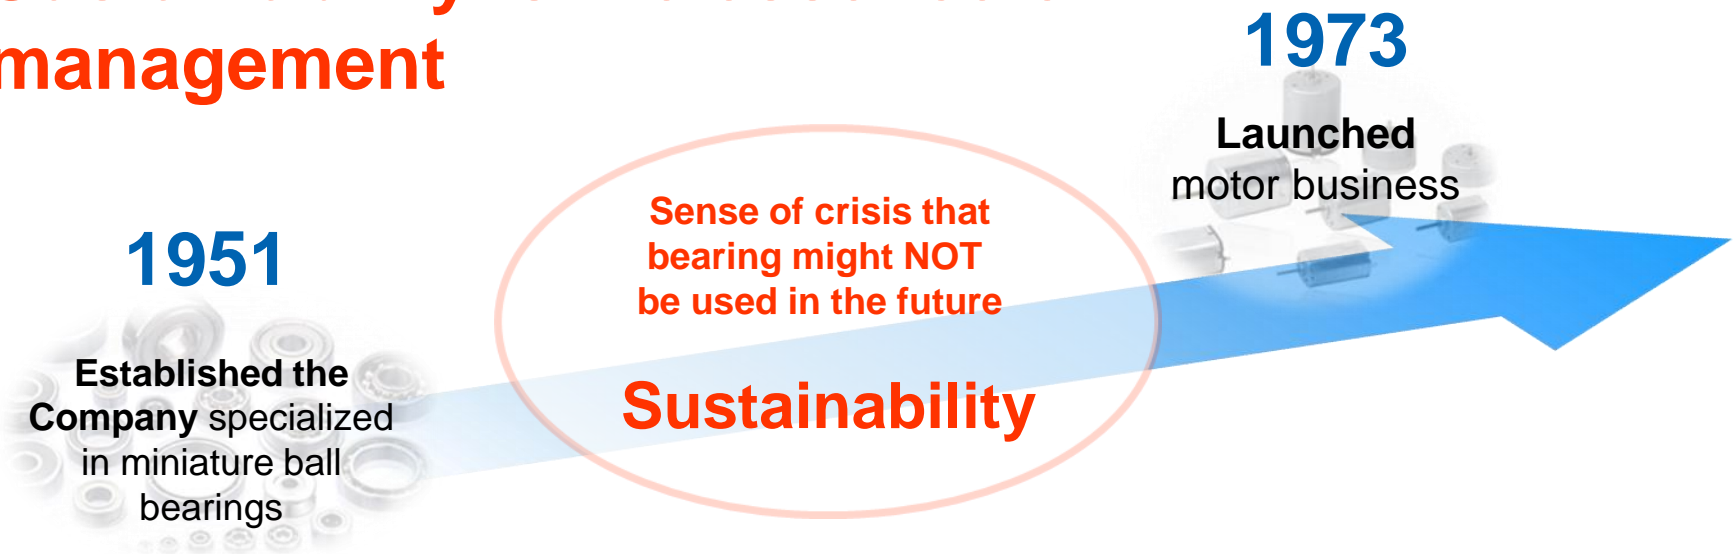 management
1973
Launched
motor business
Sense of crisis that
bearing might NOT
be used in the future
1951
Sustainability
Established the
Company specialized
in miniature ball
bearings